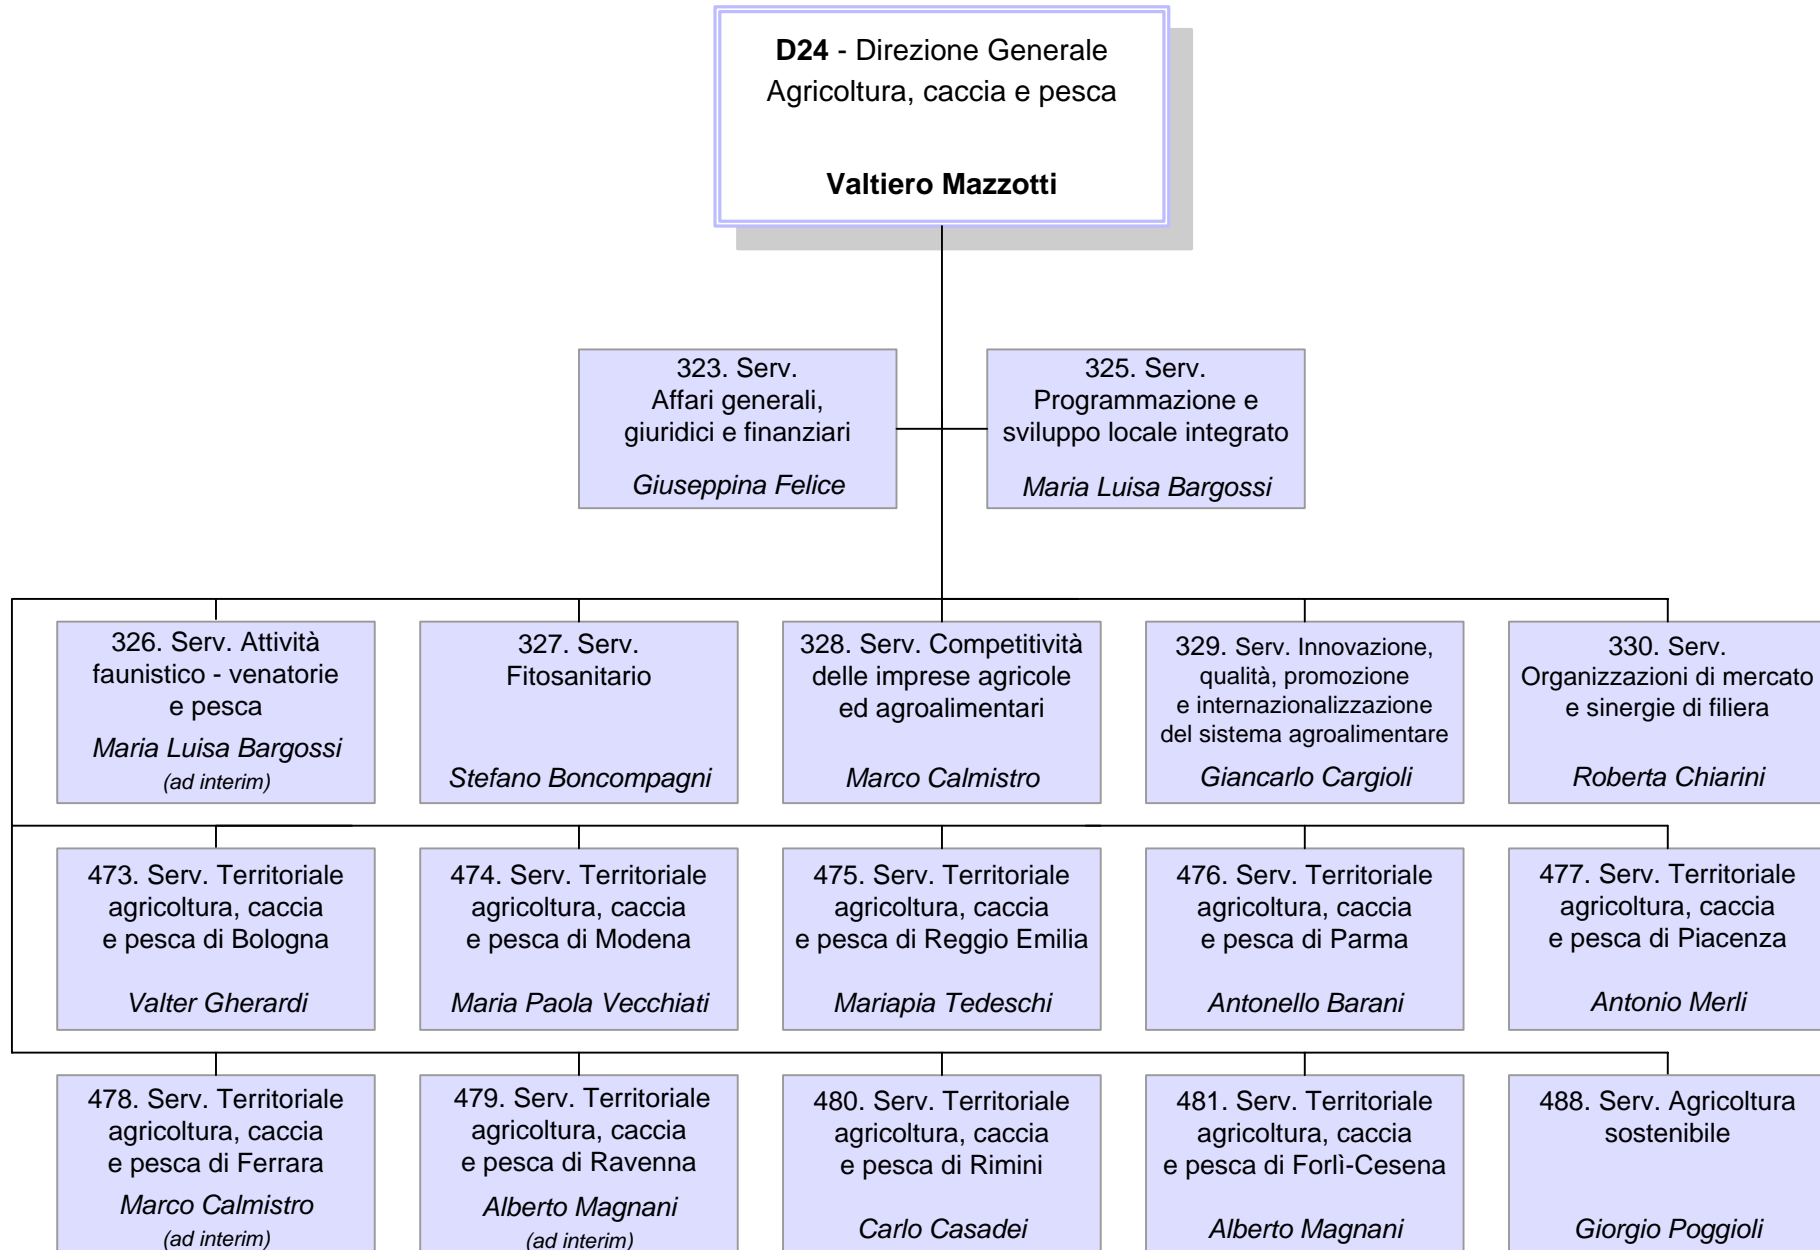 D24 - Direzione Generale
Agricoltura, caccia e pesca
Valtiero Mazzotti
323. Serv.
Affari generali,
giuridici e finanziari
Giuseppina Felice
325. Serv.
Programmazione e
sviluppo locale integrato
Maria Luisa Bargossi
326. Serv. Attività
faunistico - venatorie
e pesca
Maria Luisa Bargossi
(ad interim)
327. Serv.
Fitosanitario
Stefano Boncompagni
328. Serv. Competitività
delle imprese agricole
ed agroalimentari
Marco Calmistro
329. Serv. Innovazione,
qualità, promozione
e internazionalizzazione
del sistema agroalimentare
Giancarlo Cargioli
330. Serv.
Organizzazioni di mercato
e sinergie di filiera
Roberta Chiarini
473. Serv. Territoriale
agricoltura, caccia
e pesca di Bologna
Valter Gherardi
474. Serv. Territoriale
agricoltura, caccia
e pesca di Modena
Maria Paola Vecchiati
475. Serv. Territoriale
agricoltura, caccia
e pesca di Reggio Emilia
Mariapia Tedeschi
476. Serv. Territoriale
agricoltura, caccia
e pesca di Parma
Antonello Barani
477. Serv. Territoriale
agricoltura, caccia
e pesca di Piacenza
Antonio Merli
478. Serv. Territoriale
agricoltura, caccia
e pesca di Ferrara
Marco Calmistro
(ad interim)
479. Serv. Territoriale
agricoltura, caccia
e pesca di Ravenna
Alberto Magnani
(ad interim)
480. Serv. Territoriale
agricoltura, caccia
e pesca di Rimini
Carlo Casadei
481. Serv. Territoriale
agricoltura, caccia
e pesca di Forlì-Cesena
Alberto Magnani
488. Serv. Agricoltura
sostenibile
Giorgio Poggioli